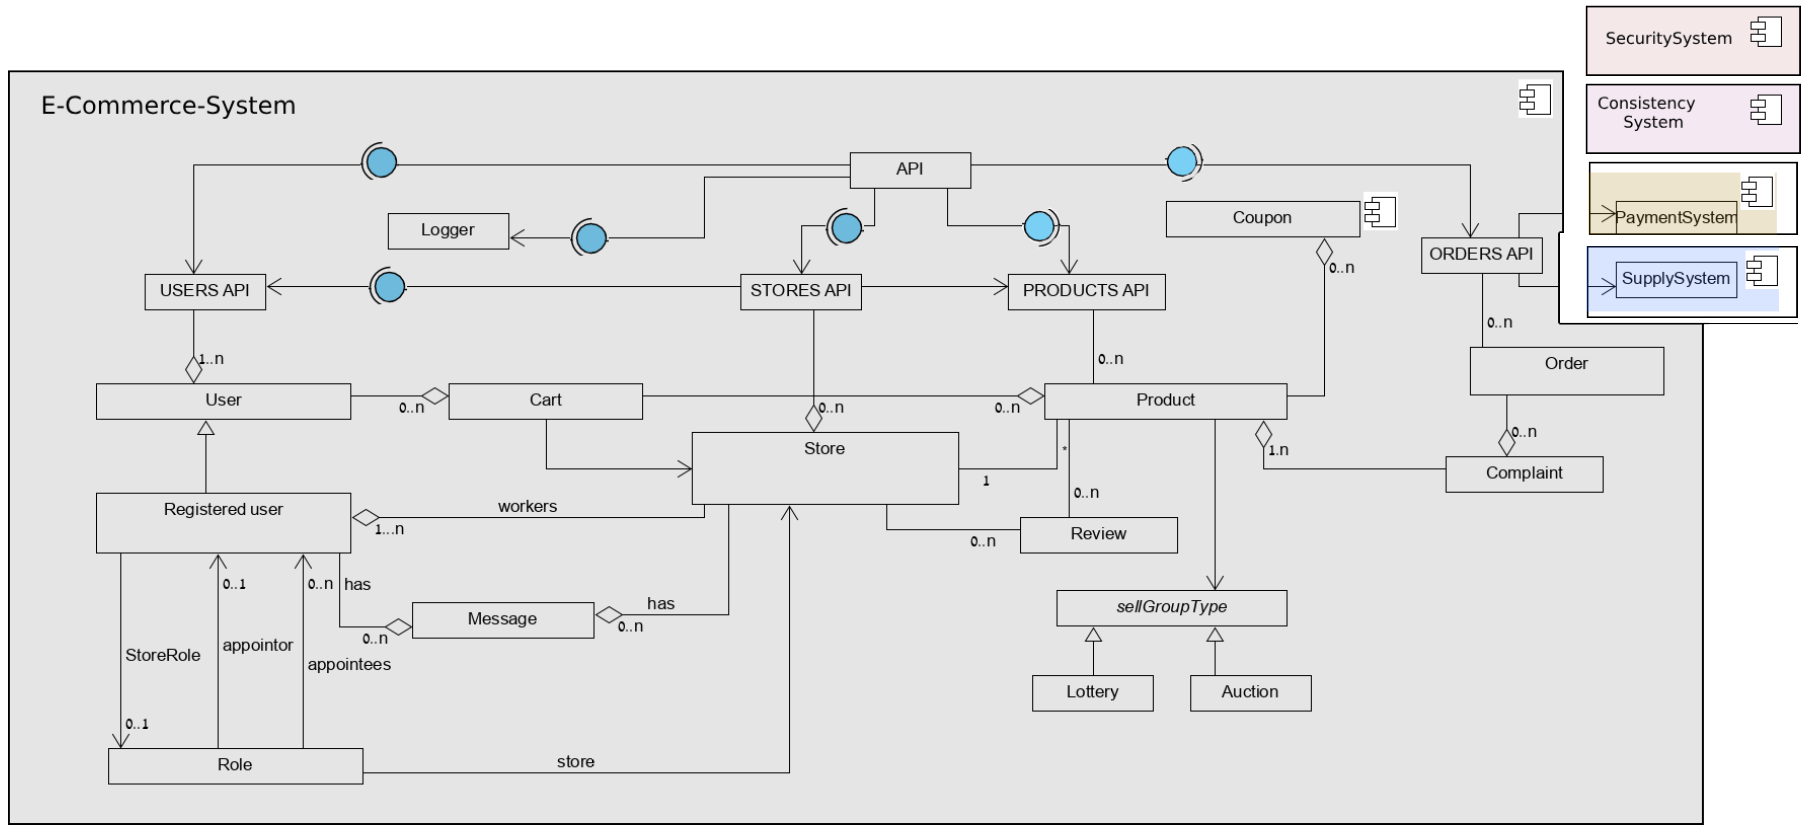 SecuritySystem
Consistency
System
E-Commerce-System
API
PaymentSystem
Logger
Coupon
ORDERS API
0..n
SupplySystem
USERS API
STORES API
PRODUCTS API
0..n
1..n
0..n
Order
User
0..n
Cart
0..n
0..n
Product
Store
0..n
1.n
*
Complaint
1
0..n
Registered user
workers
1...n
0..n
Review
0..1
0..n
has
has
sellGroupType
Message
0..n
0..n
StoreRole
appointor
appointees
Lottery
Auction
0..1
Role
store